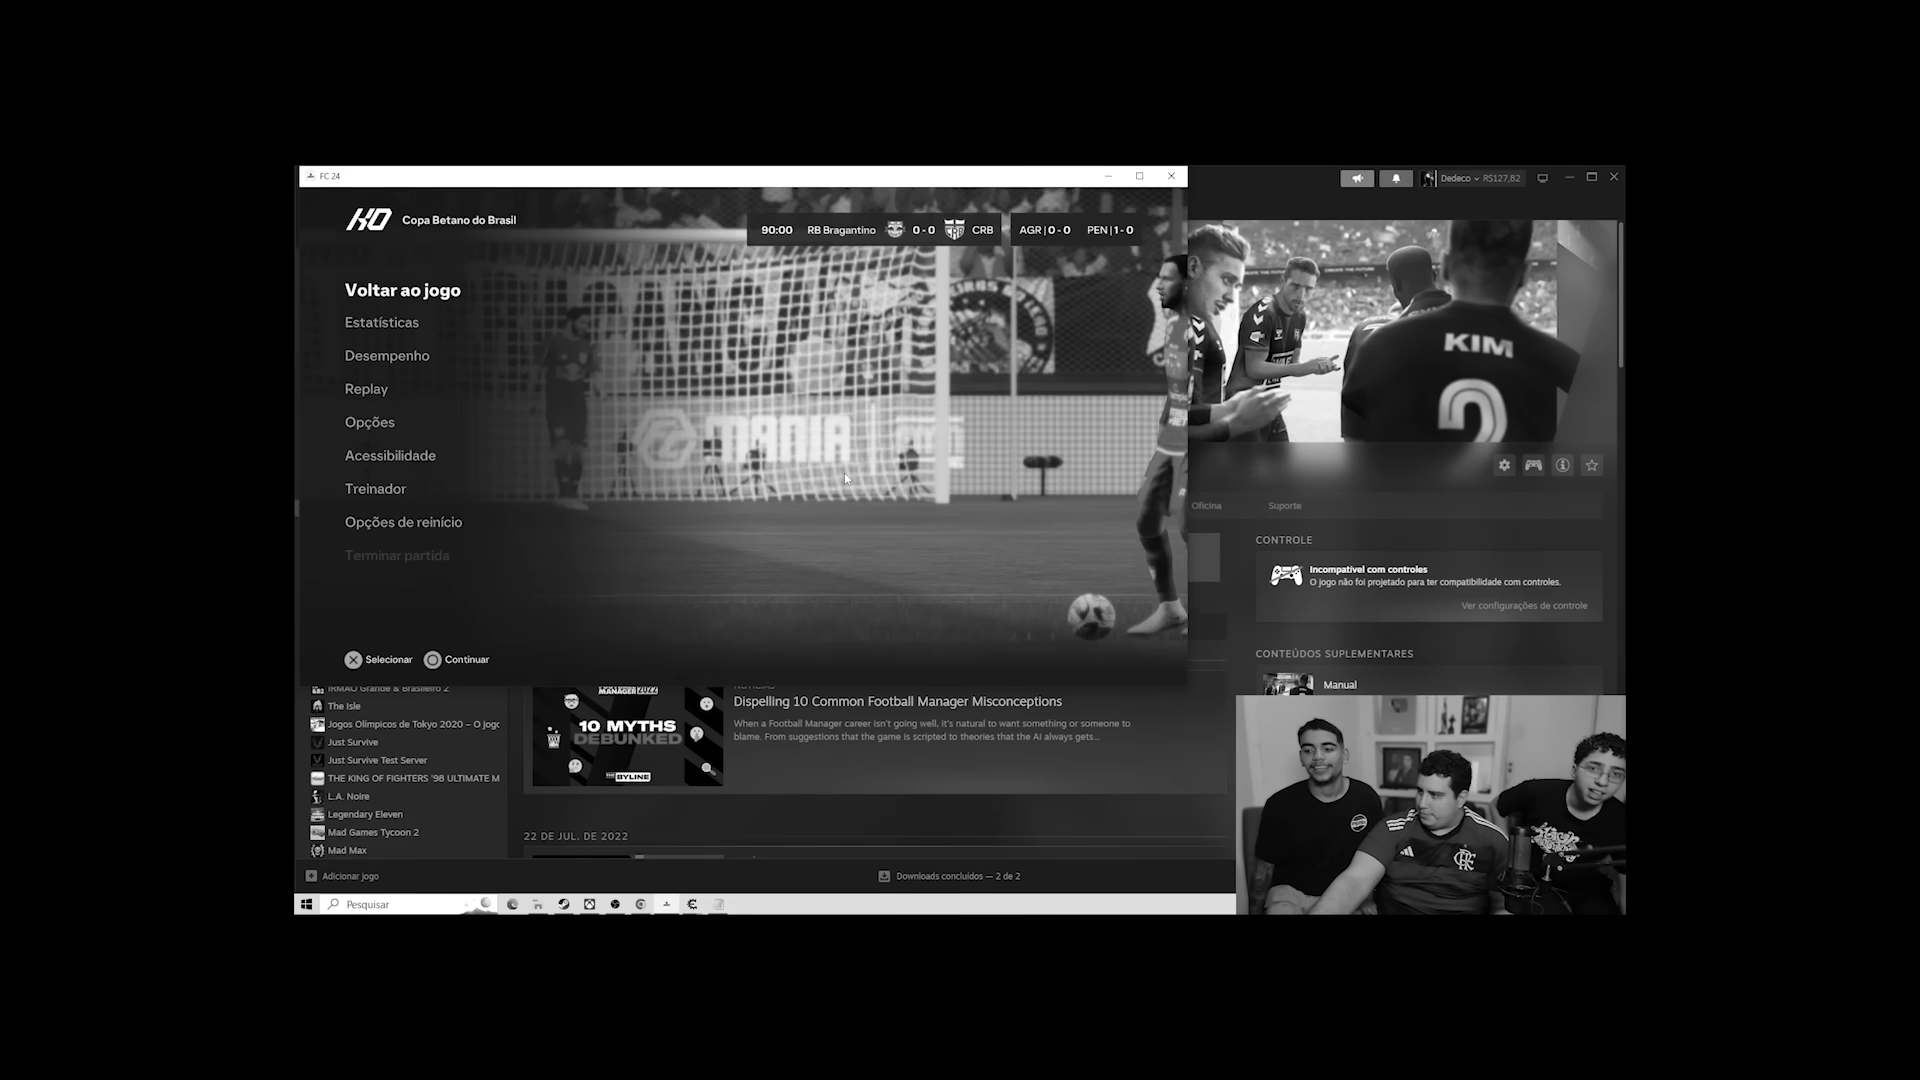 FC 24
Dedeco
R$127,82
KO
Copa Betano do Brasil
90:00 RB Bragantino 0 - 0 CRB
AGR | 0 - 0 PEN | 1 - 0
Voltar ao jogo
Estatísticas
Desempenho
Replay
Opções
Acessibilidade
Treinador
Opções de reinício
Terminar partida
MANIA
Selecionar Continuar
KIM
Oficina Suporte
CONTROLE
Incompatível com controles
O jogo não foi projetado para ter compatibilidade com controles.
Ver configurações de controle
CONTEÚDOS SUPLEMENTARES
Manual
The Isle
Jogos Olímpicos de Tokyo 2020 – O jogo
Just Survive
Just Survive Test Server
THE KING OF FIGHTERS '98 ULTIMATE M
L.A. Noire
Legendary Eleven
Mad Games Tycoon 2
Mad Max
MANAGER 2022
10 MYTHS
DEBUNKED
THE BYLINE
Dispelling 10 Common Football Manager Misconceptions
When a Football Manager career isn't going well, it's natural to want something or someone to
blame. From suggestions that the game is scripted to theories that the AI always gets...
22 DE JUL. DE 2022
Adicionar jogo
Downloads concluídos — 2 de 2
Pesquisar